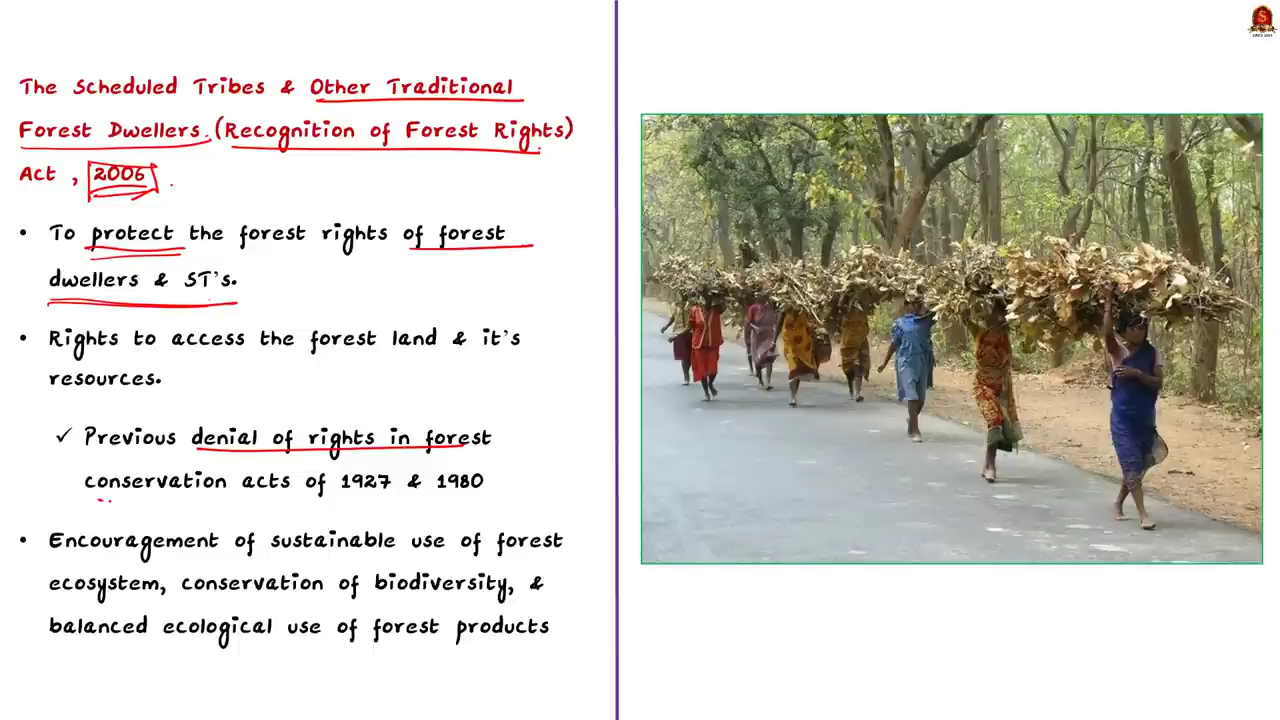 The Scheduled Tribes & Other Traditional
Forest Dwellers (Recognition of Forest Rights)
Act , 2006
• To protect the forest rights of forest
dwellers & ST's.
• Rights to access the forest land & it's
resources.
✓ Previous denial of rights in forest
conservation acts of 1927 & 1980
• Encouragement of sustainable use of forest
ecosystem, conservation of biodiversity, &
balanced ecological use of forest products